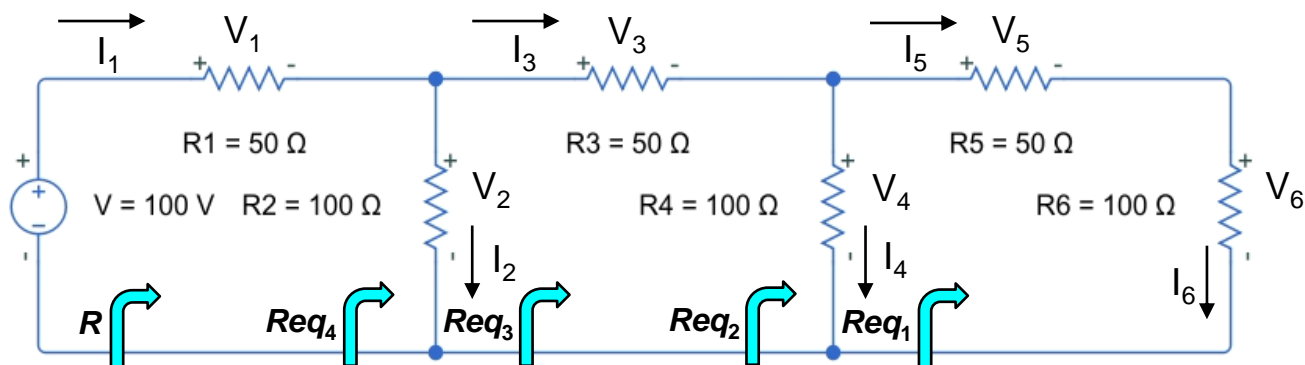 I1 V1 I3 V3 I5 V5
+ - + - + -
R1 = 50 Ω R3 = 50 Ω R5 = 50 Ω
+ + + +
+ V = 100 V R2 = 100 Ω V2 R4 = 100 Ω V4 R6 = 100 Ω V6
-
- - - -
I2 I4 I6
R Req4 Req3 Req2 Req1